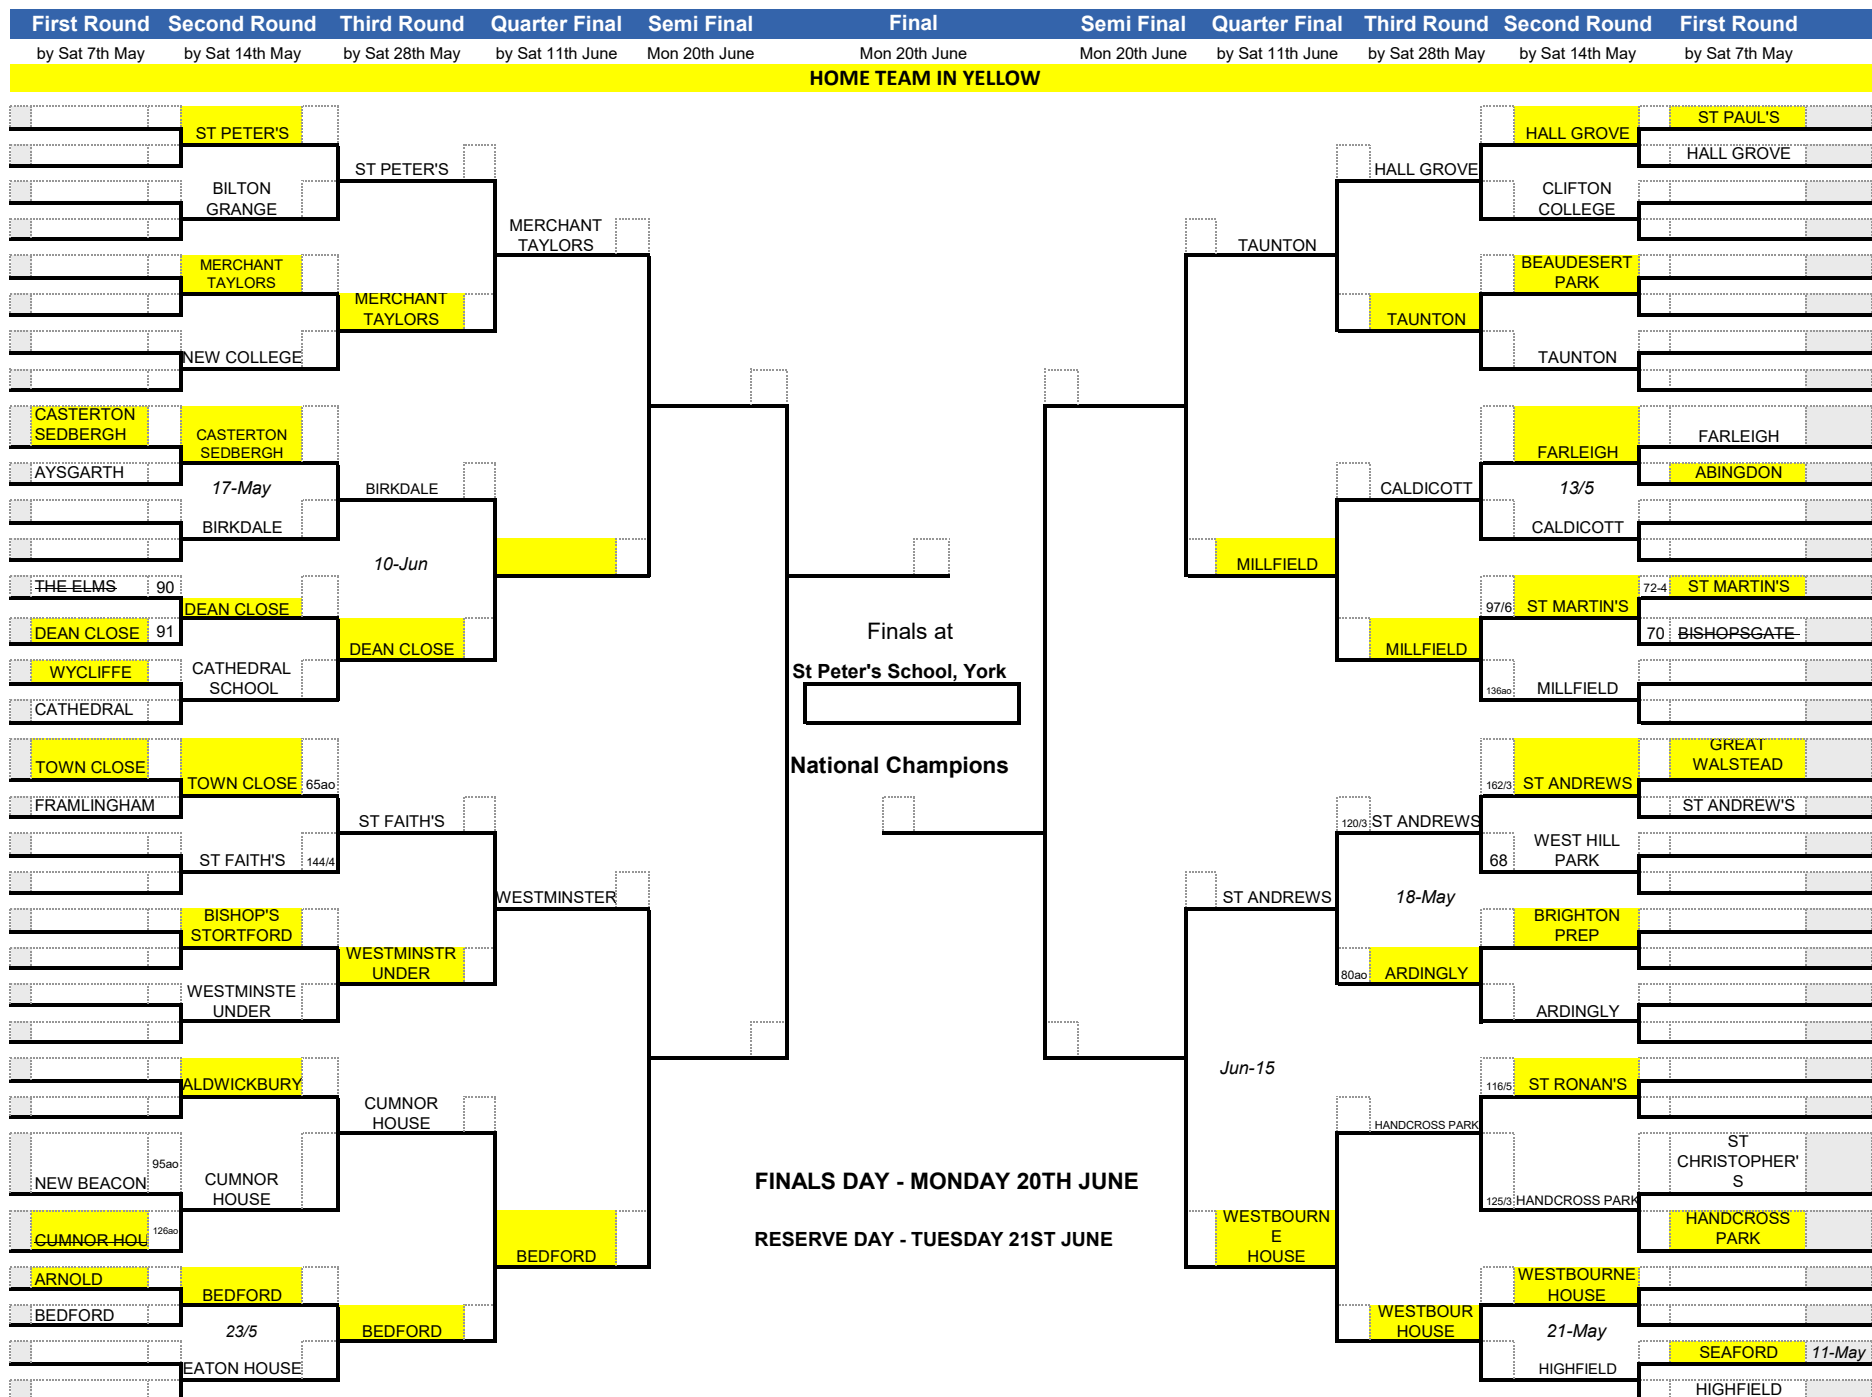 First Round Second Round Third Round Quarter Final Semi Final Final Semi Final Quarter Final Third Round Second Round First Round
by Sat 7th May by Sat 14th May by Sat 28th May by Sat 11th June Mon 20th June Mon 20th June Mon 20th June by Sat 11th June by Sat 28th May by Sat 14th May by Sat 7th May
HOME TEAM IN YELLOW
ST PETER'S
ST PETER'S
BILTON
GRANGE
MERCHANT
TAYLORS
MERCHANT
TAYLORS
MERCHANT
TAYLORS
NEW COLLEGE
CASTERTON
SEDBERGH
CASTERTON
SEDBERGH
AYSGARTH
17-May
BIRKDALE
BIRKDALE
10-Jun
THE ELMS 90
DEAN CLOSE
DEAN CLOSE 91
DEAN CLOSE
WYCLIFFE
CATHEDRAL
SCHOOL
CATHEDRAL
TOWN CLOSE
TOWN CLOSE 65ao
FRAMLINGHAM
ST FAITH'S
ST FAITH'S 144/4
WESTMINSTER
BISHOP'S
STORTFORD
WESTMINSTR
UNDER
WESTMINSTE
UNDER
ALDWICKBURY
CUMNOR
HOUSE
95ao
NEW BEACON
CUMNOR
HOUSE
CUMNOR HOU 126ao
BEDFORD
ARNOLD
BEDFORD
BEDFORD
23/5
BEDFORD
EATON HOUSE
Finals at
St Peter's School, York
National Champions
FINALS DAY - MONDAY 20TH JUNE
RESERVE DAY - TUESDAY 21ST JUNE
HALL GROVE
ST PAUL'S
HALL GROVE
HALL GROVE
CLIFTON
COLLEGE
TAUNTON
BEAUDESERT
PARK
TAUNTON
TAUNTON
FARLEIGH
FARLEIGH
ABINGDON
CALDICOTT
13/5
CALDICOTT
MILLFIELD
72-4 ST MARTIN'S
97/6 ST MARTIN'S
70 BISHOPSGATE
MILLFIELD
136ao MILLFIELD
GREAT
WALSTEAD
162/3 ST ANDREWS
ST ANDREW'S
120/3 ST ANDREWS
WEST HILL
PARK
68
ST ANDREWS
18-May
BRIGHTON
PREP
80ao ARDINGLY
ARDINGLY
Jun-15
116/5 ST RONAN'S
HANDCROSS PARK
ST
CHRISTOPHER'
S
125/3 HANDCROSS PARK
HANDCROSS
PARK
WESTBOURN
E
HOUSE
WESTBOURNE
HOUSE
WESTBOUR
HOUSE
21-May
SEAFORD 11-May
HIGHFIELD
HIGHFIELD